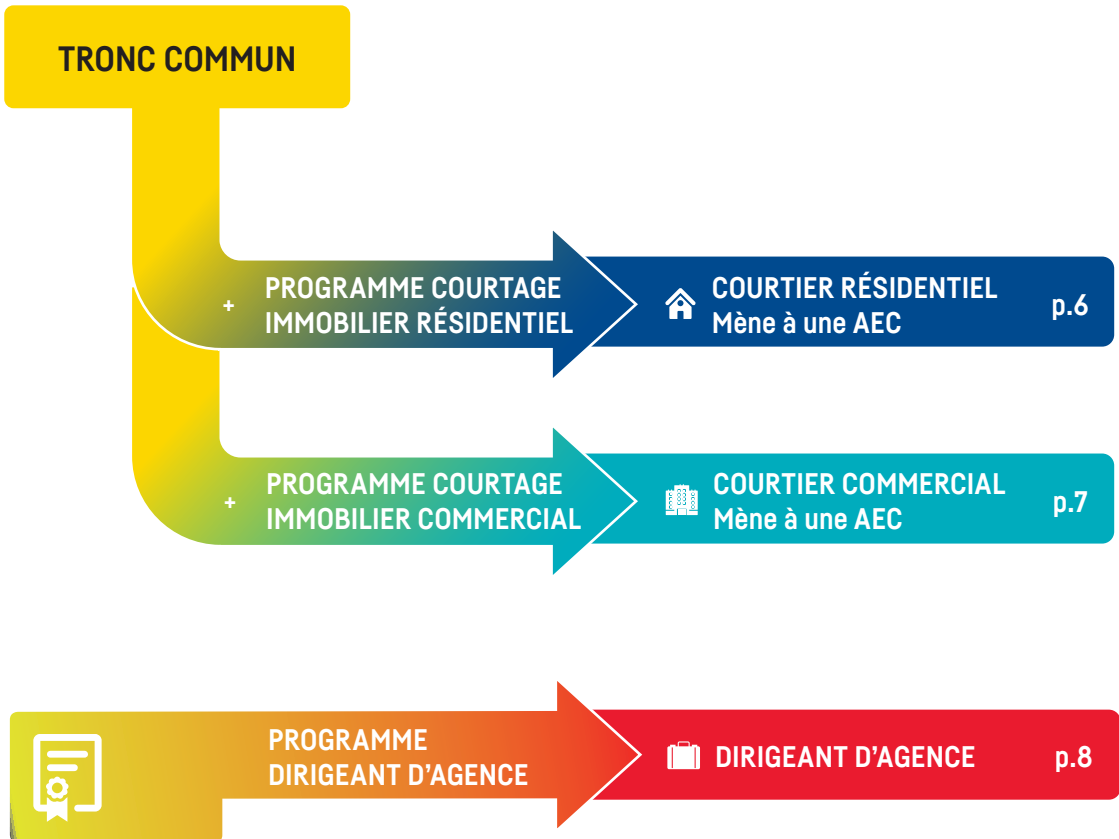 TRONC COMMUN
+
PROGRAMME COURTAGE
IMMOBILIER RÉSIDENTIEL
COURTIER RÉSIDENTIEL
Mène à une AEC
p.6
+
PROGRAMME COURTAGE
IMMOBILIER COMMERCIAL
COURTIER COMMERCIAL
Mène à une AEC
p.7
PROGRAMME
DIRIGEANT D'AGENCE
DIRIGEANT D'AGENCE
p.8